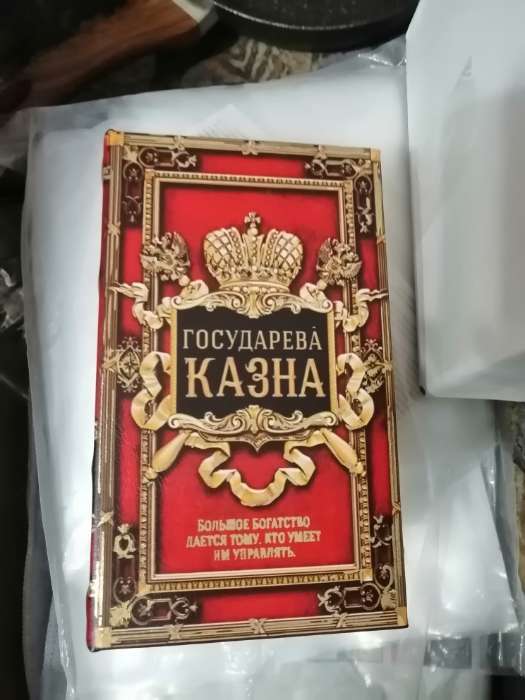 ГОСУДАРЕВА
КАЗНА
БОЛЬШОЕ БОГАТСТВО
ДАЕТСЯ ТОМУ, КТО УМЕЕТ
ИМ УПРАВЛЯТЬ.